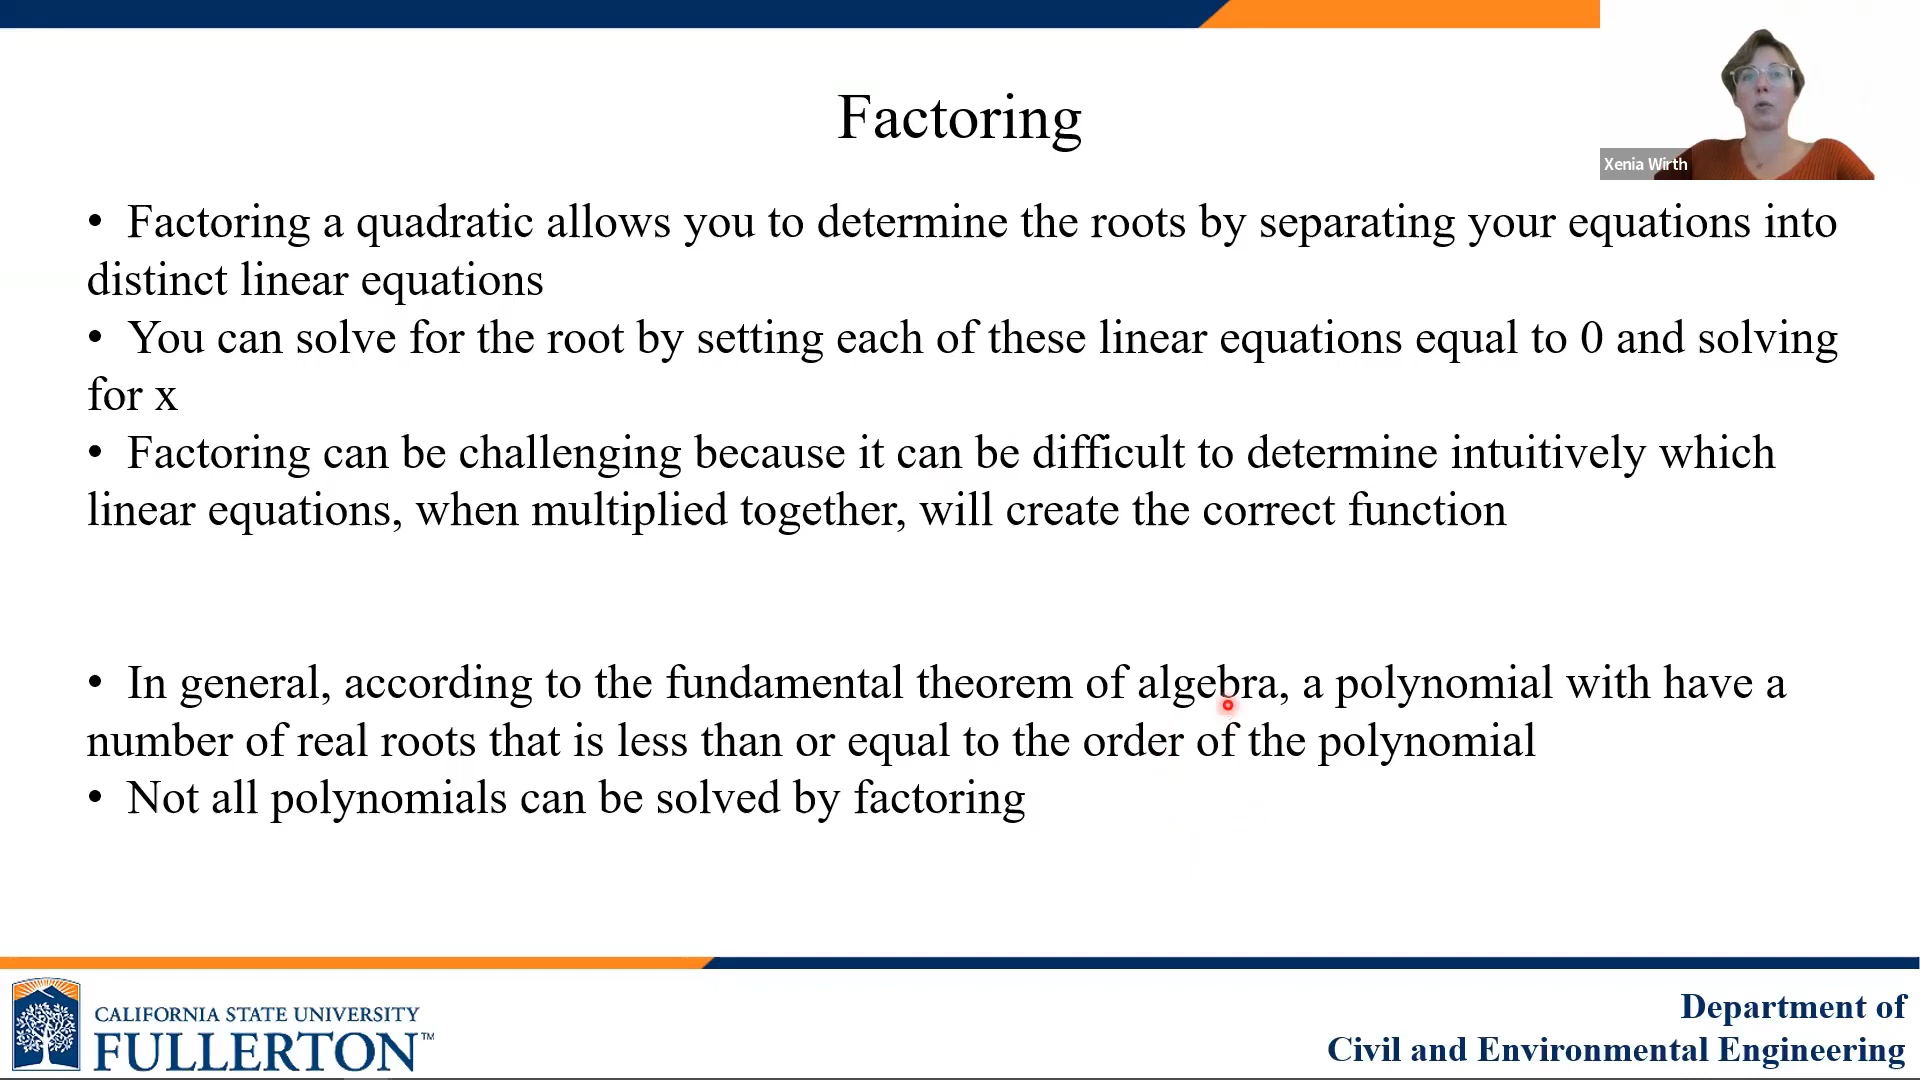 Factoring
Xenia Wirth
• Factoring a quadratic allows you to determine the roots by separating your equations into
distinct linear equations
• You can solve for the root by setting each of these linear equations equal to 0 and solving
for x
• Factoring can be challenging because it can be difficult to determine intuitively which
linear equations, when multiplied together, will create the correct function
• In general, according to the fundamental theorem of algebra, a polynomial with have a
number of real roots that is less than or equal to the order of the polynomial
• Not all polynomials can be solved by factoring
CALIFORNIA STATE UNIVERSITY
FULLERTON™
Department of
Civil and Environmental Engineering